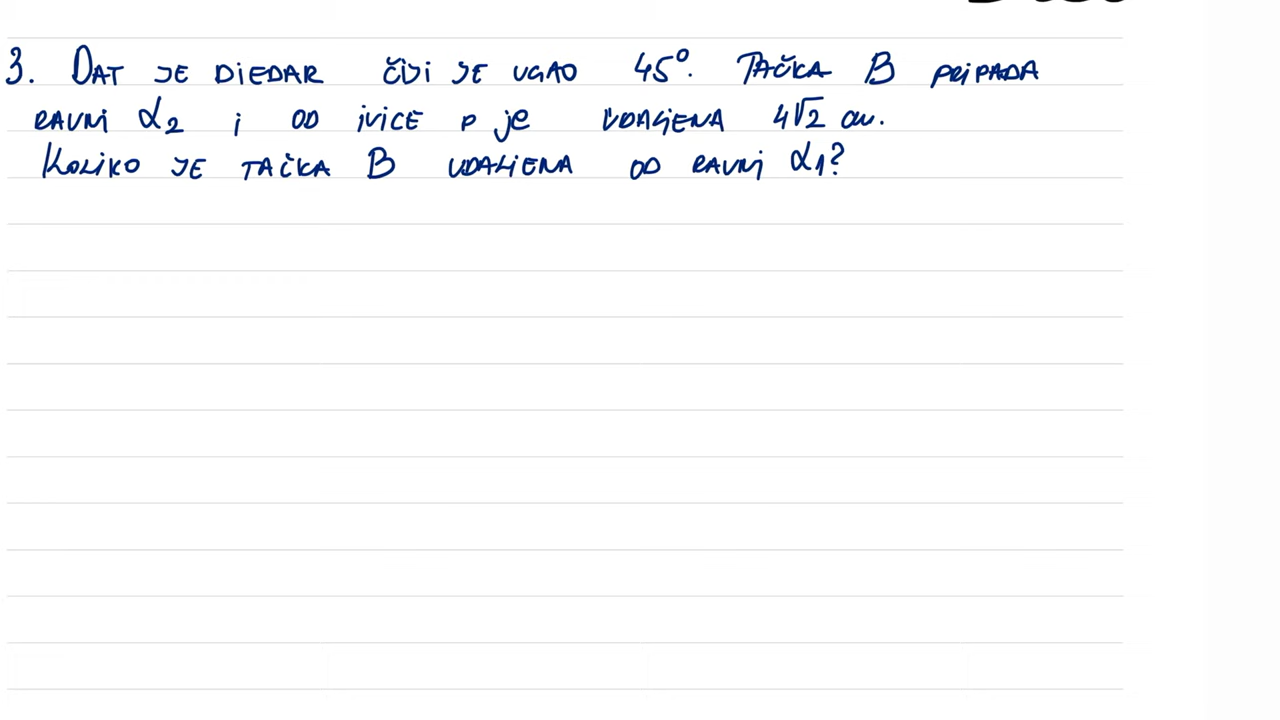 3. DAT JE DIEDAR ČIJI JE UGAO 45°. TAČKA B PRIPADA
RAVNI α2 i OD IVICE P je UDALJENA 4√2 cm.
KOLIKO JE TAČKA B UDALJENA OD RAVNI α1?